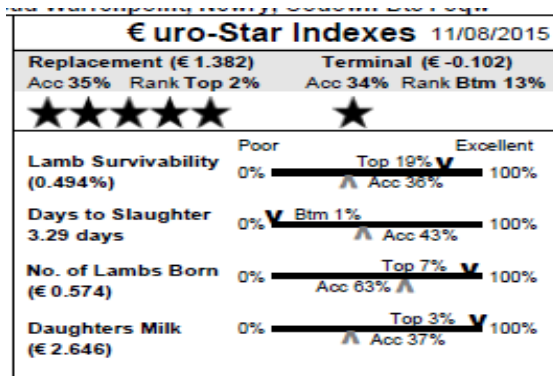 €uro-Star Indexes 11/08/2015
Replacement (€ 1.382) Terminal (€ -0.102)
Acc 35% Rank Top 2% Acc 34% Rank Btm 13%
Poor Excellent
Lamb Survivability 0% Top 19% 100%
(0.494%) Acc 36%
Days to Slaughter 0% Btm 1% 100%
3.29 days Acc 43%
No. of Lambs Born 0% Top 7% 100%
(€ 0.574) Acc 63%
Daughters Milk 0% Top 3% 100%
(€ 2.646) Acc 37%